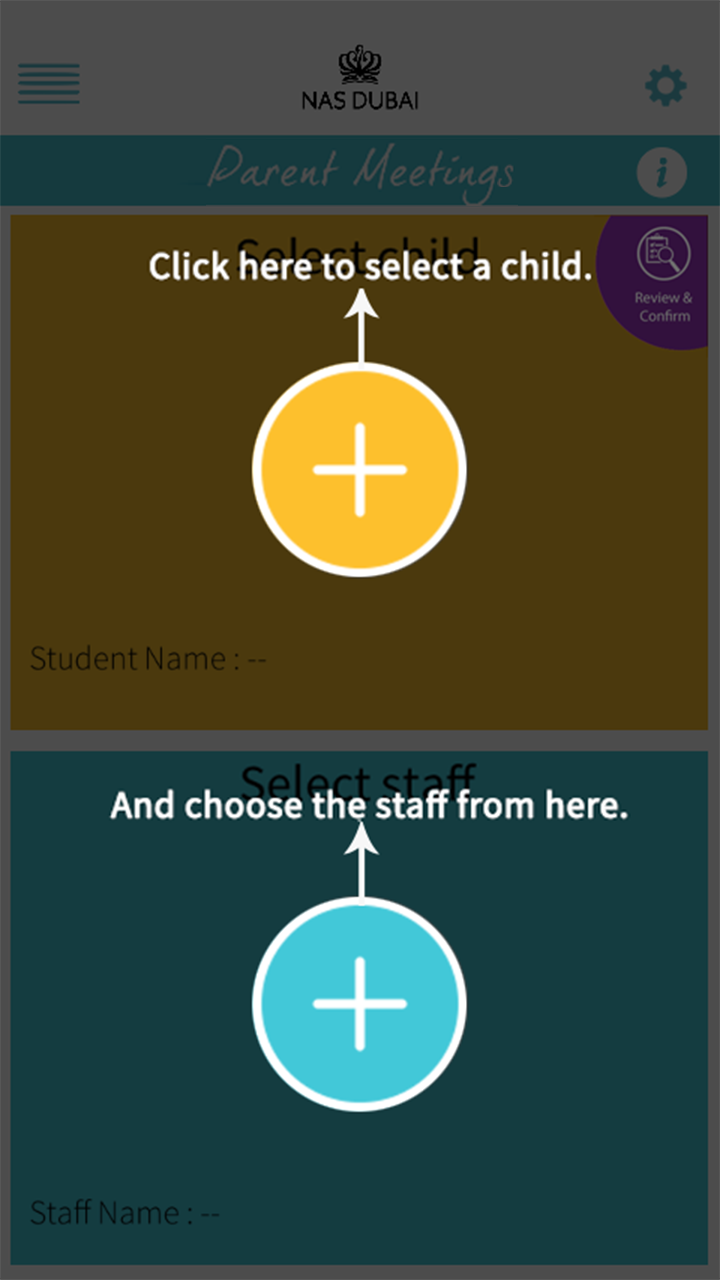 NAS DUBAI
Parent Meetings
i
Select child
Click here to select a child.
Review &
Confirm
Student Name : --
Select staff
And choose the staff from here.
Staff Name : --